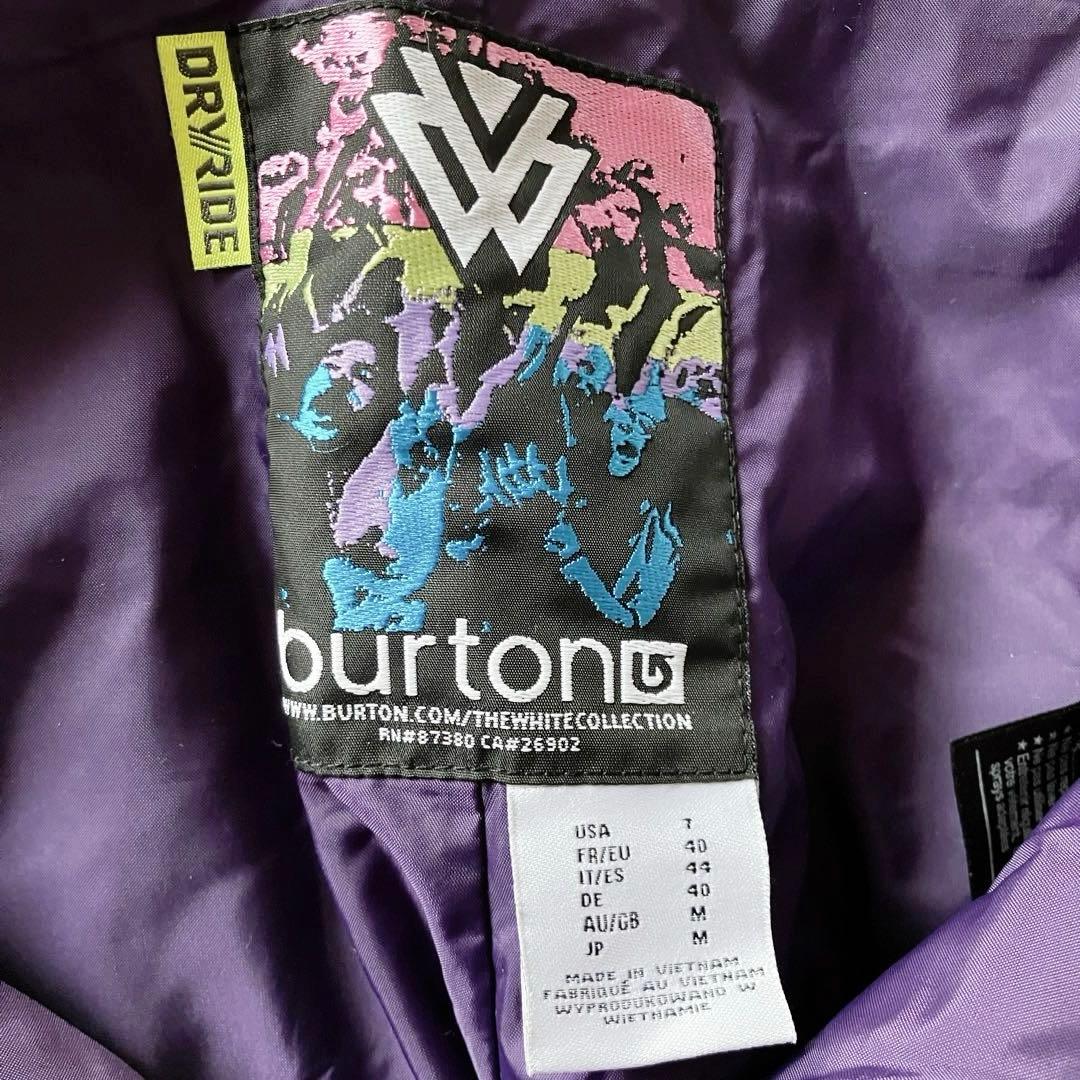 DRY//RIDE
burton
WWW.BURTON.COM/THEWHITECOLLECTION
RN#87380 CA#26902
USA
FR/EU 40
IT/ES 44
DE 40
AU/GB M
JP M
MADE IN VIETNAM
FABRIQUÉ AU VIETNAM
WYPRODUKOWANO W
WIETNAMIE